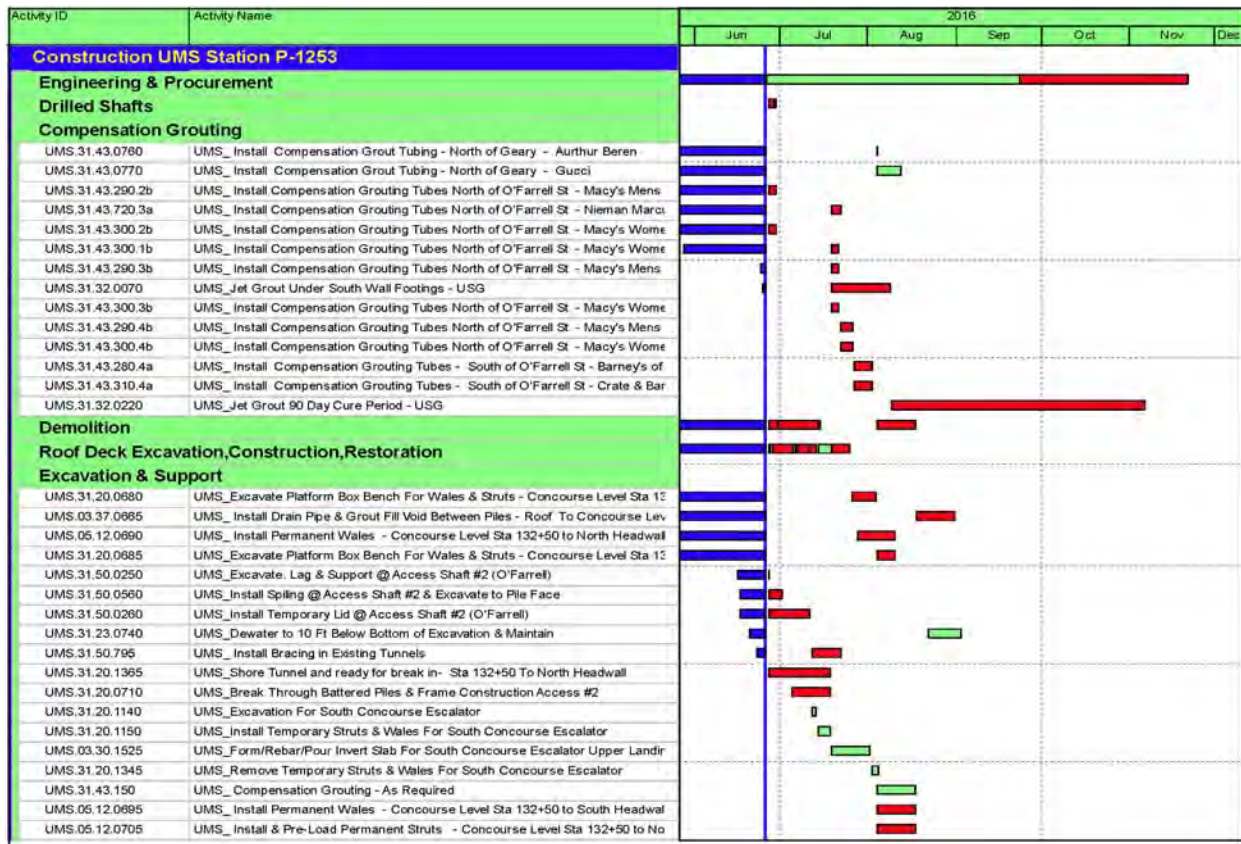 Activity ID Activity Name 2016
Jun Jul Aug Sep Oct Nov Dec
Construction UMS Station P-1253
Engineering & Procurement
Drilled Shafts
Compensation Grouting
UMS.31.43.0760 UMS_ Install Compensation Grout Tubing - North of Geary - Aurthur Beren
UMS.31.43.0770 UMS_ Install Compensation Grout Tubing - North of Geary - Gucci
UMS.31.43.290.2b UMS_ Install Compensation Grouting Tubes North of O'Farrell St - Macy's Mens
UMS.31.43.720.3a UMS_ Install Compensation Grouting Tubes North of O'Farrell St - Nieman Marcu
UMS.31.43.300.2b UMS_ Install Compensation Grouting Tubes North of O'Farrell St - Macy's Wome
UMS.31.43.300.1b UMS_ Install Compensation Grouting Tubes North of O'Farrell St - Macy's Wome
UMS.31.43.290.3b UMS_ Install Compensation Grouting Tubes North of O'Farrell St - Macy's Mens
UMS.31.32.0070 UMS_Jet Grout Under South Wall Footings - USG
UMS.31.43.300.3b UMS_ Install Compensation Grouting Tubes North of O'Farrell St - Macy's Wome
UMS.31.43.290.4b UMS_ Install Compensation Grouting Tubes North of O'Farrell St - Macy's Mens
UMS.31.43.300.4b UMS_ Install Compensation Grouting Tubes North of O'Farrell St - Macy's Wome
UMS.31.43.280.4a UMS_ Install Compensation Grouting Tubes - South of O'Farrell St - Barney's of
UMS.31.43.310.4a UMS_ Install Compensation Grouting Tubes - South of O'Farrell St - Crate & Bar
UMS.31.32.0220 UMS_Jet Grout 90 Day Cure Period - USG
Demolition
Roof Deck Excavation,Construction,Restoration
Excavation & Support
UMS.31.20.0680 UMS_Excavate Platform Box Bench For Wales & Struts - Concourse Level Sta 13
UMS.03.37.0665 UMS_ Install Drain Pipe & Grout Fill Void Between Piles - Roof To Concourse Lev
UMS.05.12.0690 UMS_ Install Permanent Wales - Concourse Level Sta 132+50 to North Headwall
UMS.31.20.0685 UMS_Excavate Platform Box Bench For Wales & Struts - Concourse Level Sta 13
UMS.31.50.0250 UMS_Excavate. Lag & Support @ Access Shaft #2 (O'Farrell)
UMS.31.50.0560 UMS_Install Spiling @ Access Shaft #2 & Excavate to Pile Face
UMS.31.50.0260 UMS_Install Temporary Lid @ Access Shaft #2 (O'Farrell)
UMS.31.23.0740 UMS_Dewater to 10 Ft Below Bottom of Excavation & Maintain
UMS.31.50.795 UMS_ Install Bracing in Existing Tunnels
UMS.31.20.1365 UMS_Shore Tunnel and ready for break in- Sta 132+50 To North Headwall
UMS.31.20.0710 UMS_Break Through Battered Piles & Frame Construction Access #2
UMS.31.20.1140 UMS_Excavation For South Concourse Escalator
UMS.31.20.1150 UMS_Install Temporary Struts & Wales For South Concourse Escalator
UMS.03.30.1525 UMS_Form/Rebar/Pour Invert Slab For South Concourse Escalator Upper Landir
UMS.31.20.1345 UMS_Remove Temporary Struts & Wales For South Concourse Escalator
UMS.31.43.150 UMS_ Compensation Grouting - As Required
UMS.05.12.0695 UMS_ Install Permanent Wales - Concourse Level Sta 132+50 to South Headwal
UMS.05.12.0705 UMS_ Install & Pre-Load Permanent Struts - Concourse Level Sta 132+50 to No